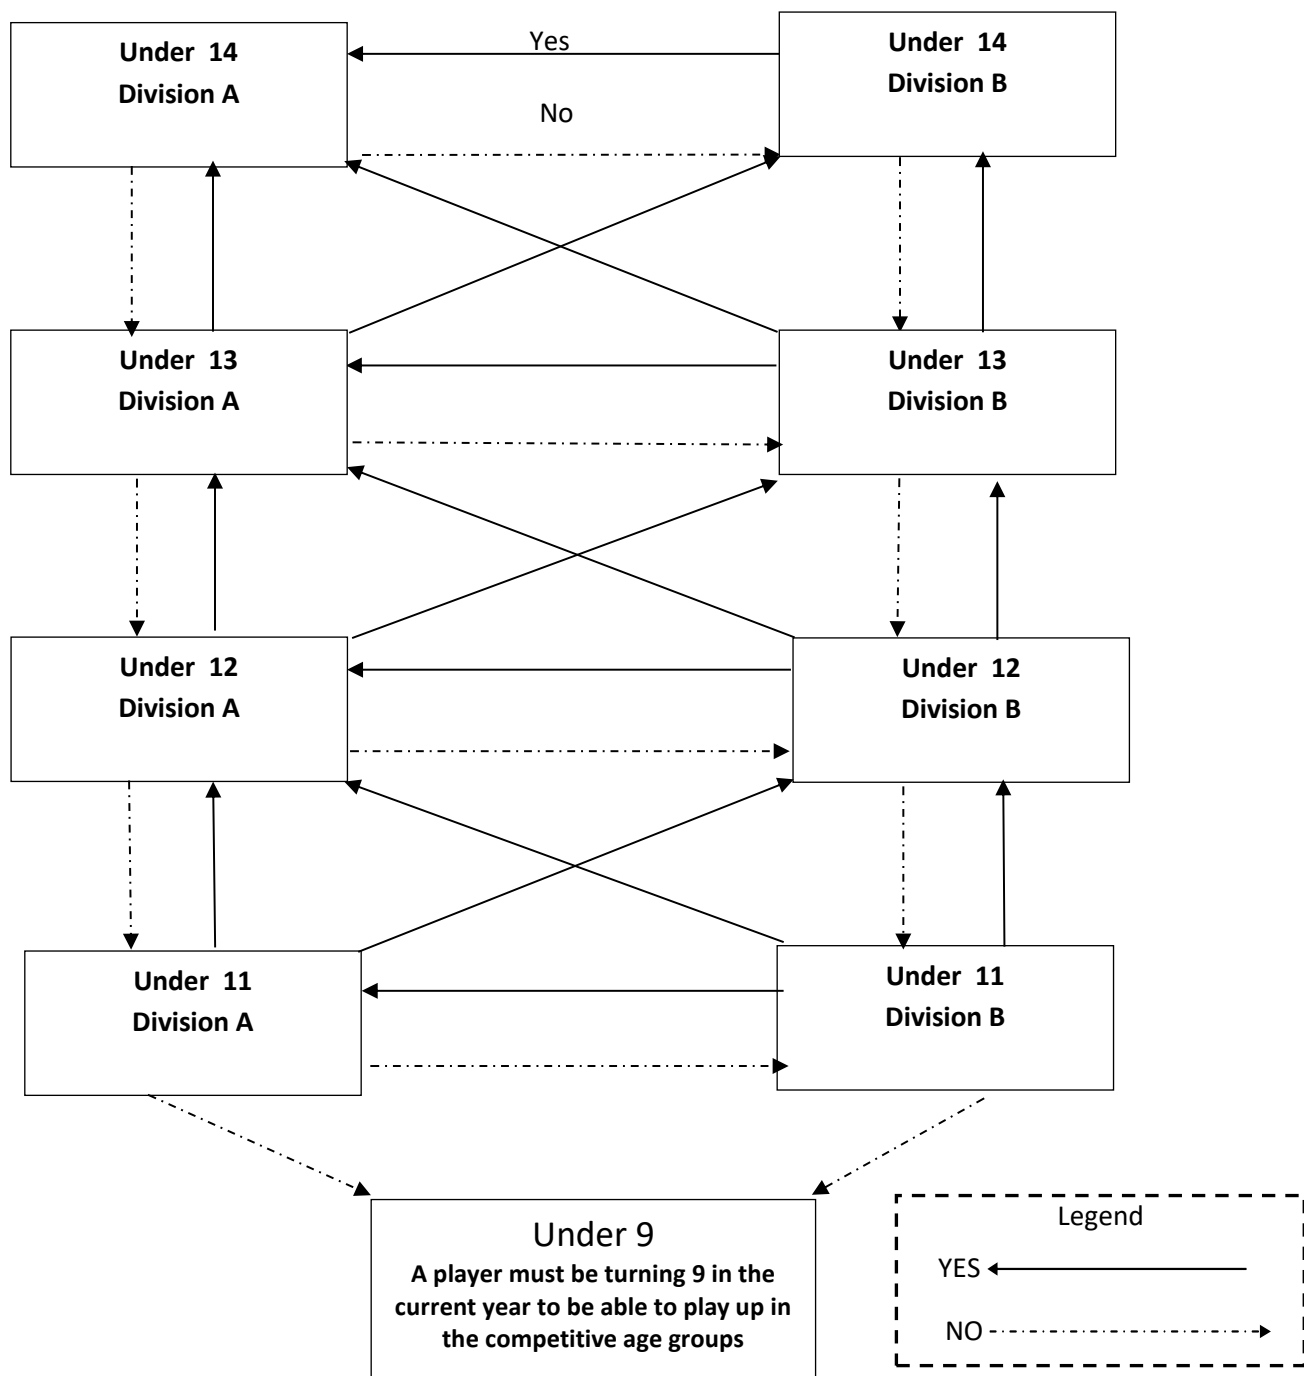 Under 14
Division A
Yes
No
Under 14
Division B
Under 13
Division A
Under 13
Division B
Under 12
Division A
Under 12
Division B
Under 11
Division A
Under 11
Division B
Under 9
A player must be turning 9 in the
current year to be able to play up in
the competitive age groups
Legend
YES
NO